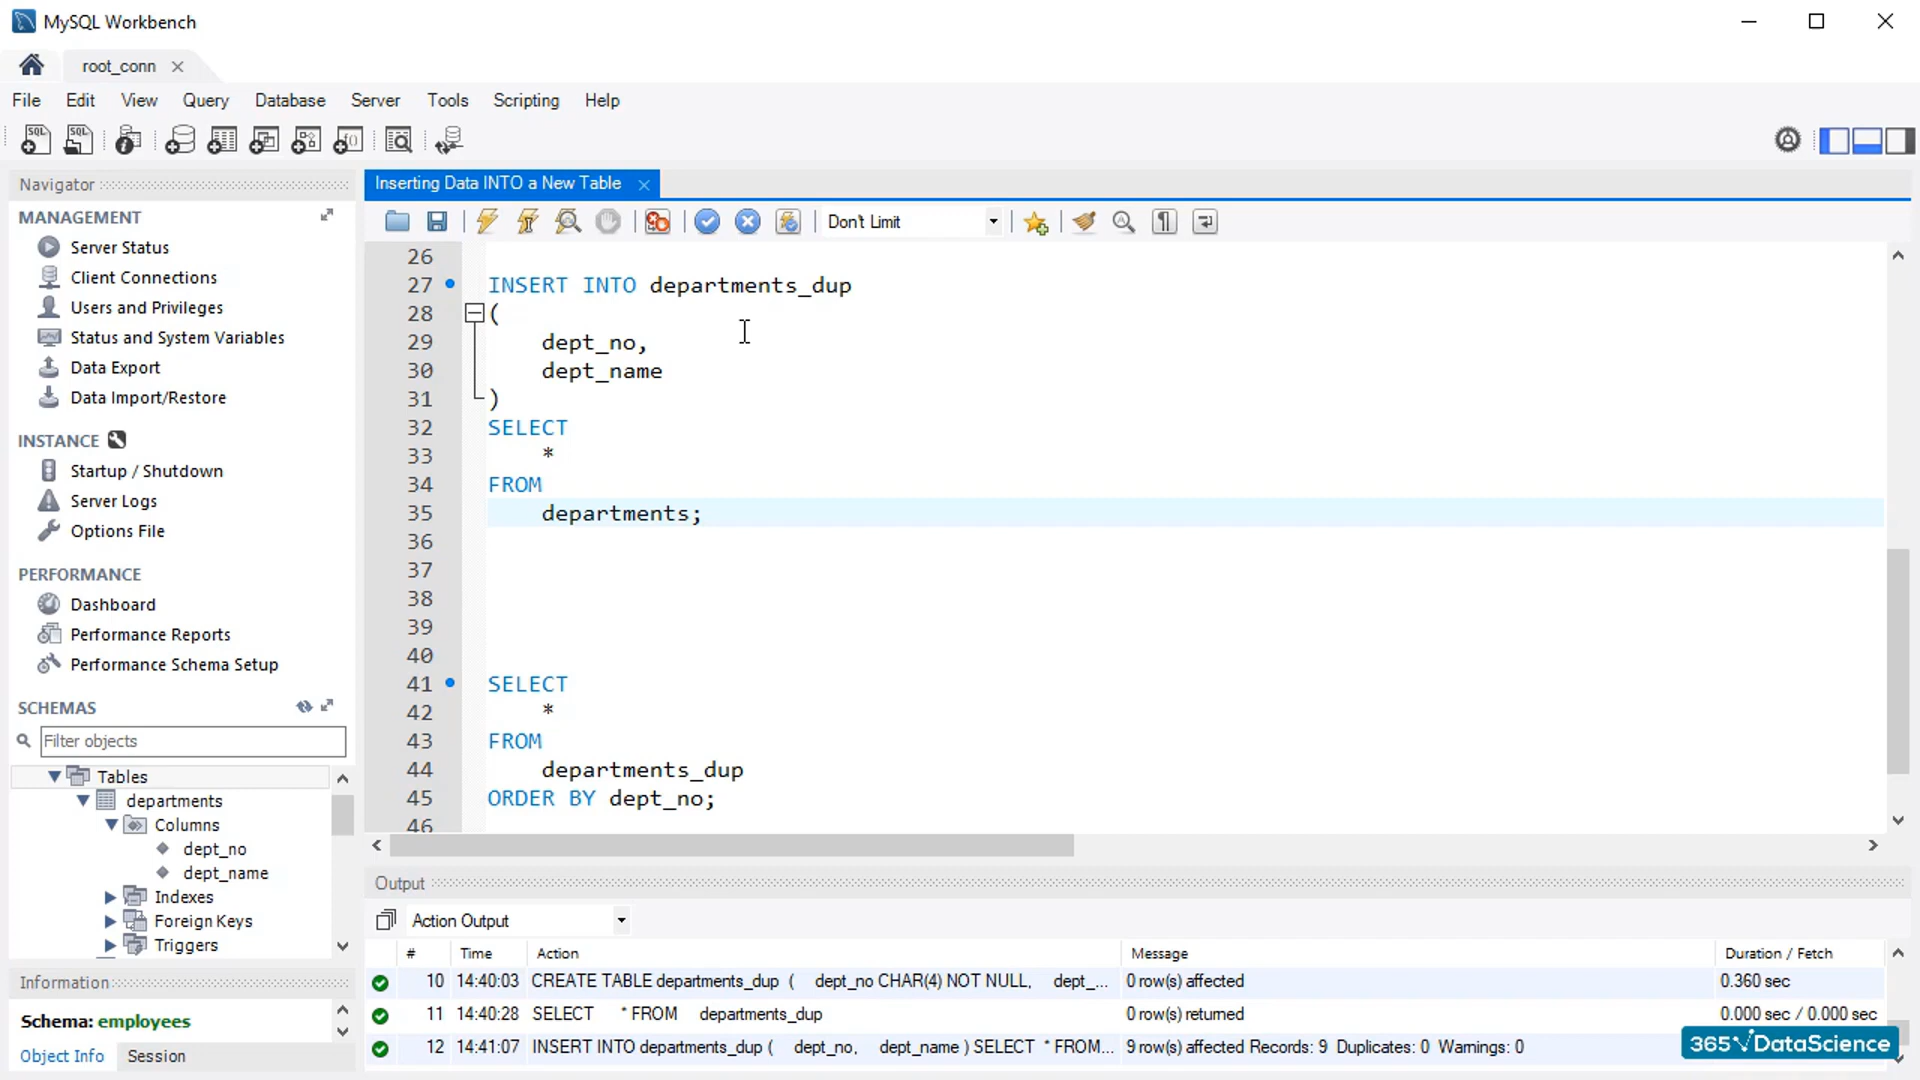 MySQL Workbench
root_conn
File Edit View Query Database Server Tools Scripting Help
Navigator
MANAGEMENT
Server Status
Client Connections
Users and Privileges
Status and System Variables
Data Export
Data Import/Restore
INSTANCE
Startup / Shutdown
Server Logs
Options File
PERFORMANCE
Dashboard
Performance Reports
Performance Schema Setup
SCHEMAS
Filter objects
Tables
departments
Columns
dept_no
dept_name
Indexes
Foreign Keys
Triggers
Information
Schema: employees
Object Info Session
Inserting Data INTO a New Table
Don't Limit
26
27 INSERT INTO departments_dup
28 (
29 dept_no,
30 dept_name
31 )
32 SELECT
33 *
34 FROM
35 departments;
36
37
38
39
40
41 SELECT
42 *
43 FROM
44 departments_dup
45 ORDER BY dept_no;
46
Output
Action Output
# Time Action Message Duration / Fetch
10 14:40:03 CREATE TABLE departments_dup ( dept_no CHAR(4) NOT NULL, dept_... 0 row(s) affected 0.360 sec
11 14:40:28 SELECT * FROM departments_dup 0 row(s) returned 0.000 sec / 0.000 sec
12 14:41:07 INSERT INTO departments_dup ( dept_no, dept_name ) SELECT * FROM... 9 row(s) affected Records: 9 Duplicates: 0 Warnings: 0
365√DataScience